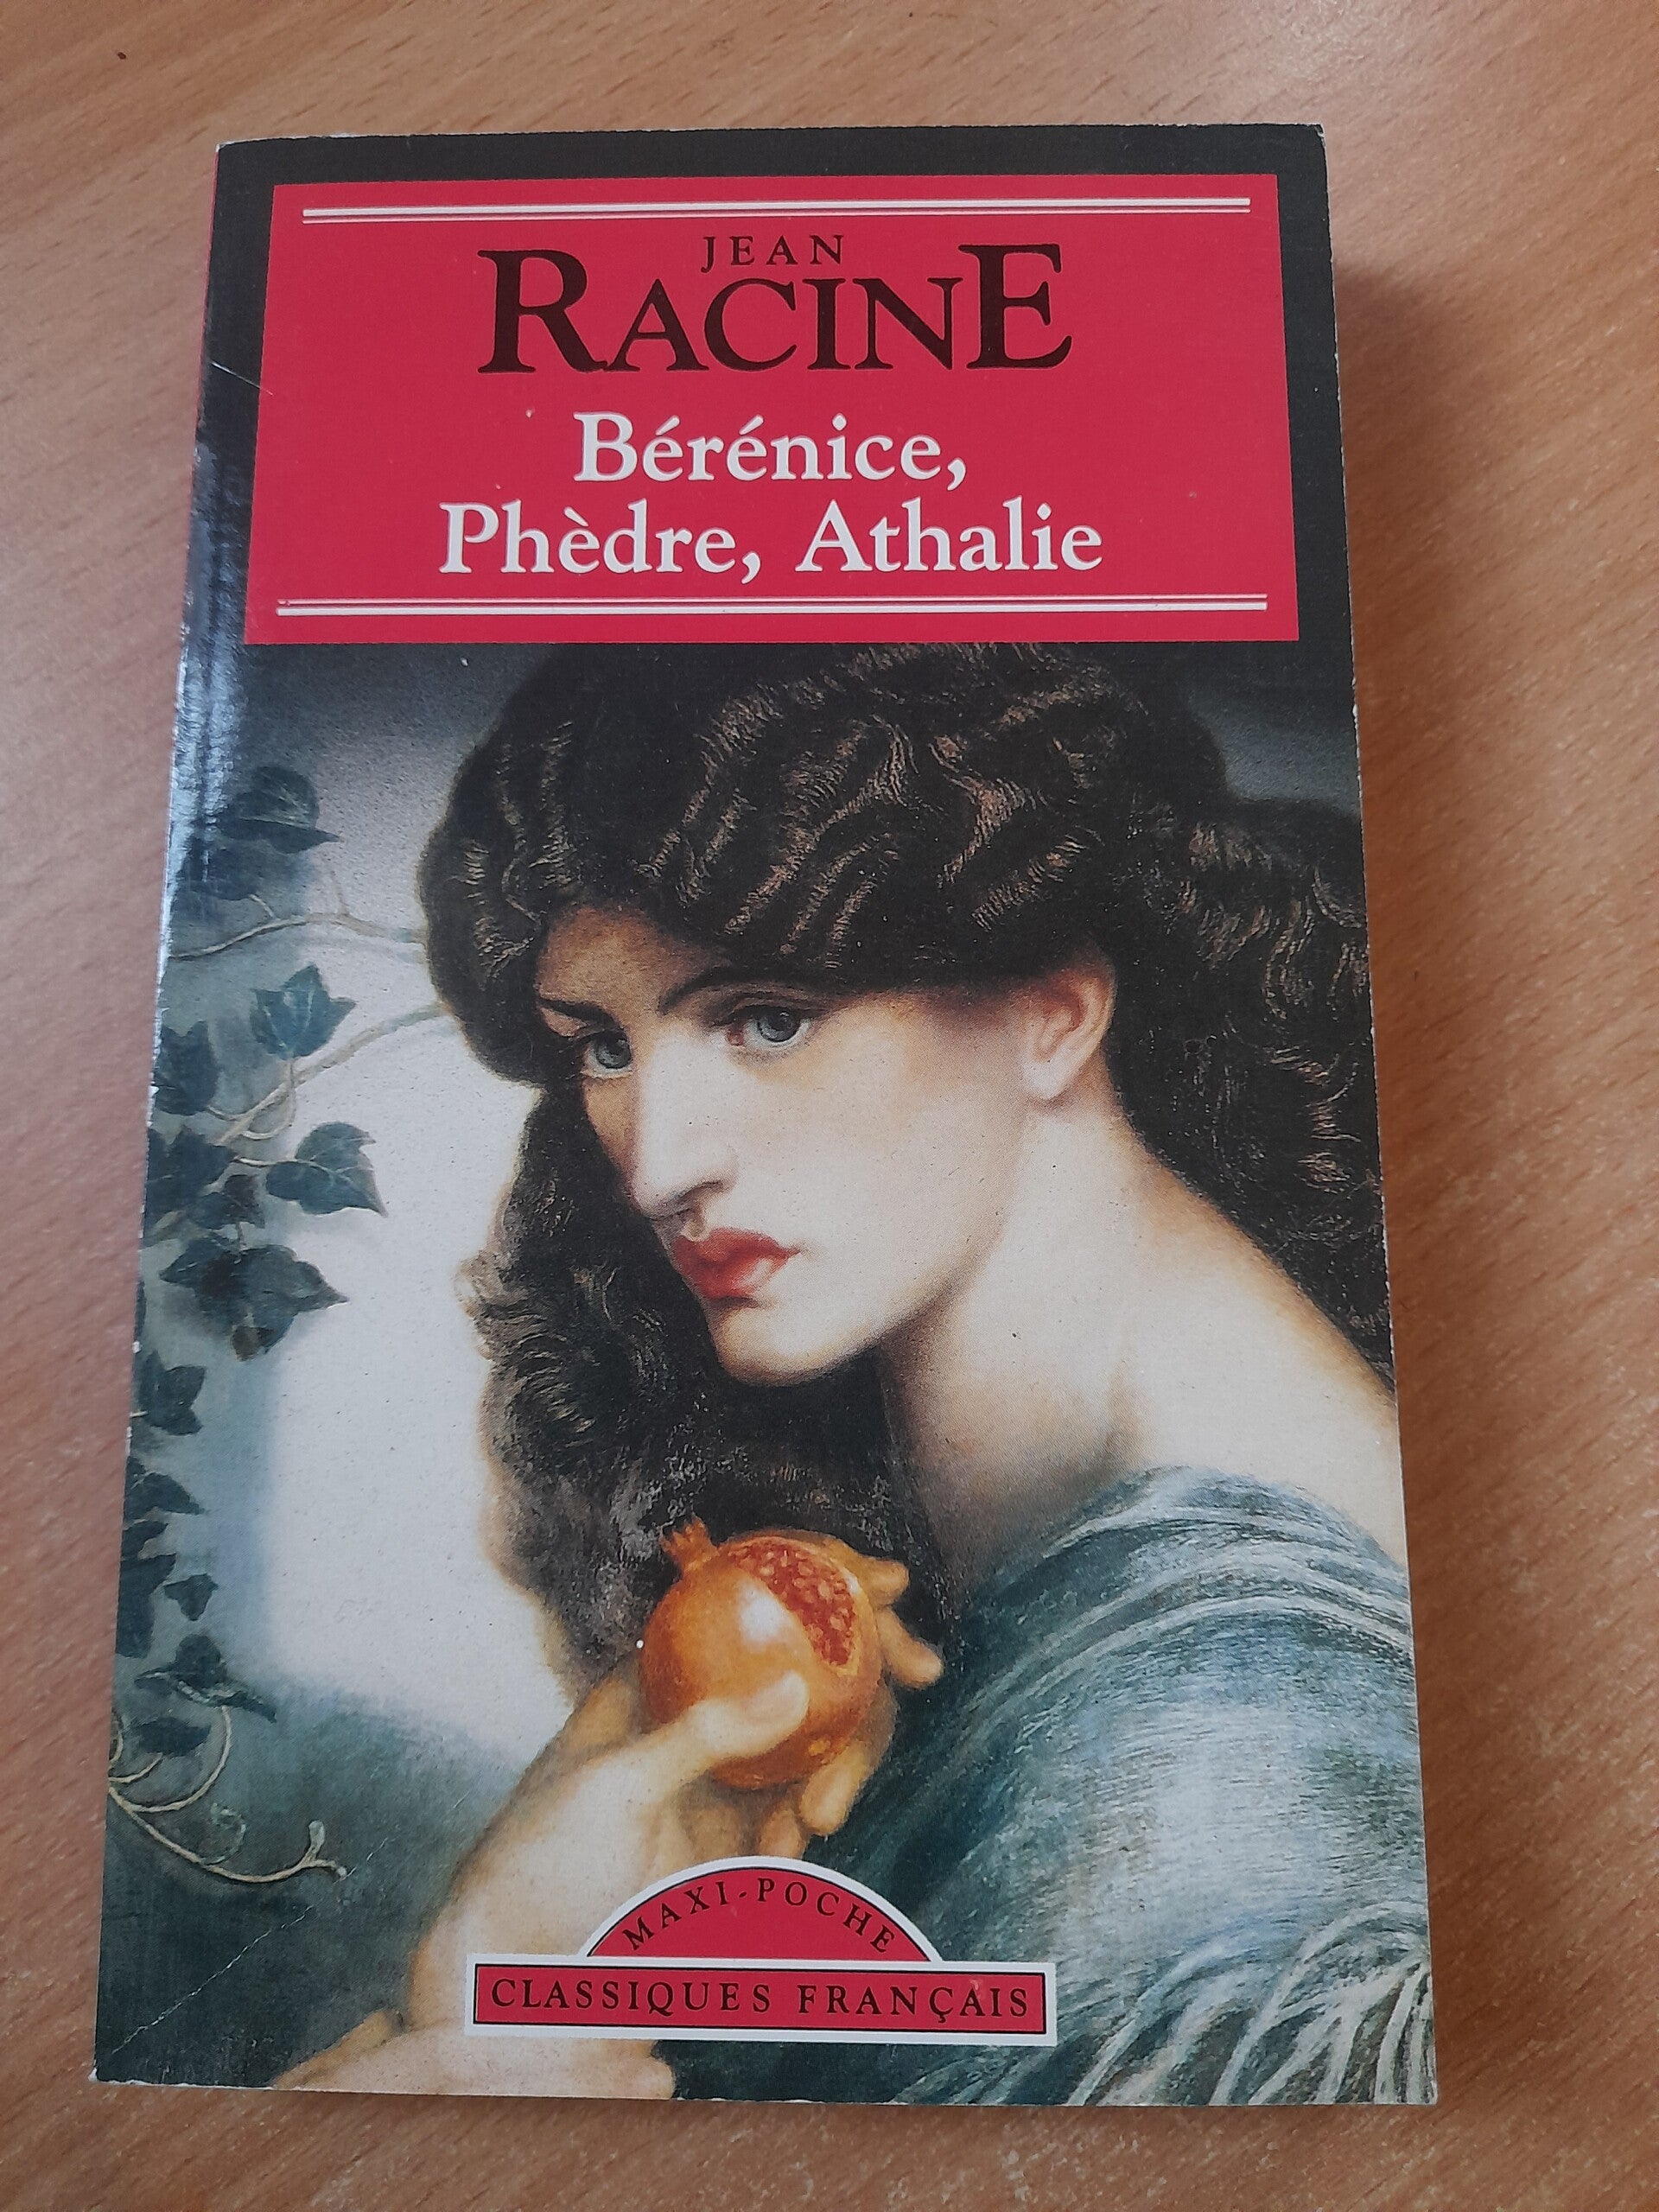 JEAN
RACINE
Bérénice,
Phèdre, Athalie
MAXI-POCHE
CLASSIQUES FRANÇAIS